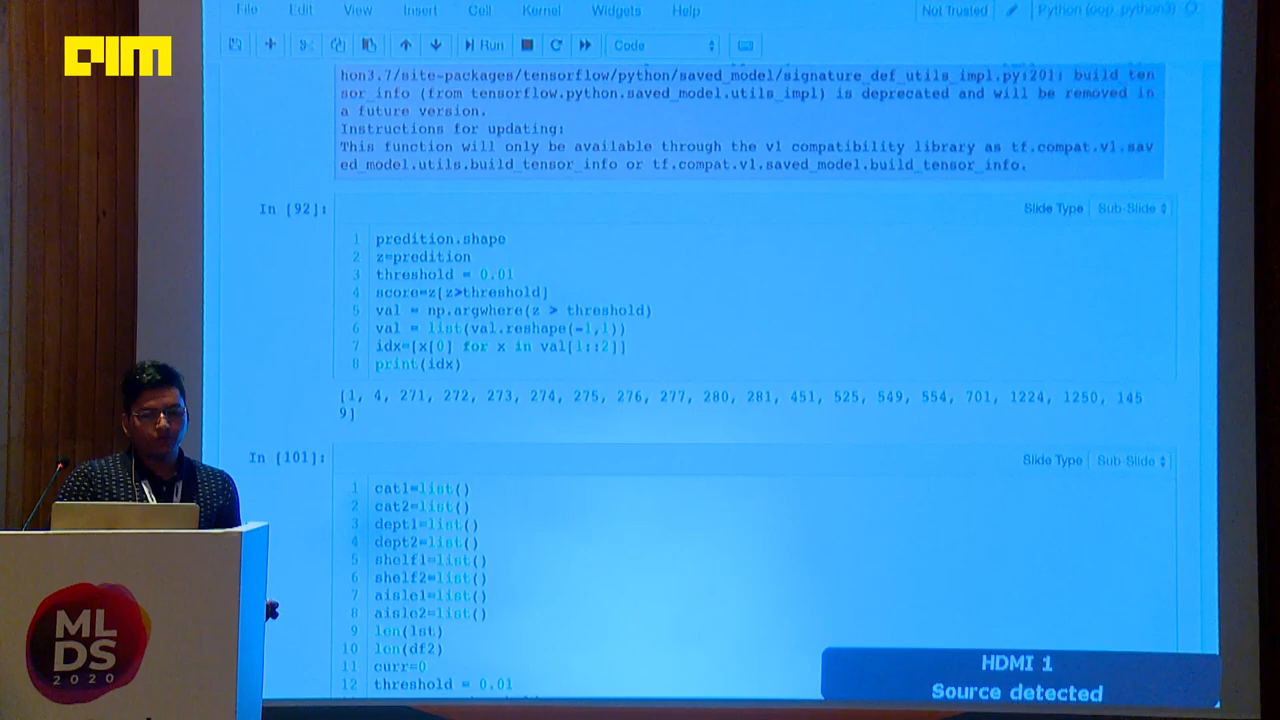 File Edit View Insert Cell Kernel Widgets Help Not Trusted Python (oop_python3)
AIM
Run Code
hon3.7/site-packages/tensorflow/python/saved_model/signature_def_utils_impl.py:201: build_ten
sor_info (from tensorflow.python.saved_model.utils_impl) is deprecated and will be removed in
a future version.
Instructions for updating:
This function will only be available through the v1 compatibility library as tf.compat.v1.sav
ed_model.utils.build_tensor_info or tf.compat.v1.saved_model.build_tensor_info.
In [92]: Slide Type Sub-Slide
1 predition.shape
2 z=predition
3 threshold = 0.01
4 score=z[z>threshold]
5 val = np.argwhere(z > threshold)
6 val = list(val.reshape(-1,1))
7 idx=[x[0] for x in val[1::2]]
8 print(idx)
[1, 4, 271, 272, 273, 274, 275, 276, 277, 280, 281, 451, 525, 549, 554, 701, 1224, 1250, 145
9]
In [101]: Slide Type Sub-Slide
1 cat1=list()
2 cat2=list()
3 dept1=list()
4 dept2=list()
5 shelf1=list()
6 shelf2=list()
7 aisle1=list()
8 aisle2=list()
9 len(lst)
10 len(df2)
11 curr=0
12 threshold = 0.01
HDMI 1
Source detected
ML
DS
2020